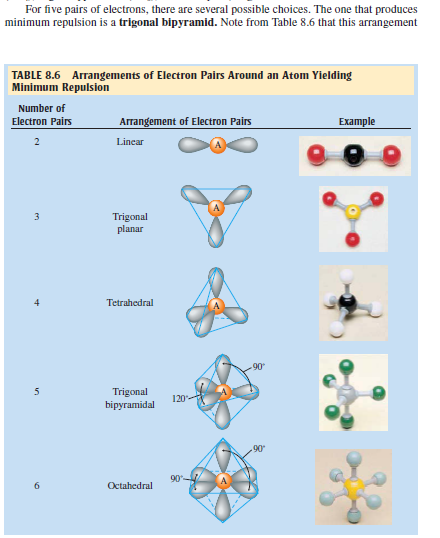 For five pairs of electrons, there are several possible choices. The one that produces
minimum repulsion is a trigonal bipyramid. Note from Table 8.6 that this arrangement
TABLE 8.6 Arrangements of Electron Pairs Around an Atom Yielding
Minimum Repulsion
Number of
Electron Pairs
Arrangement of Electron Pairs
Example
2
Linear
A
3
Trigonal
planar
A
4
Tetrahedral
A
5
Trigonal
bipyramidal
120°
A
90°
6
Octahedral
90°
A
90°